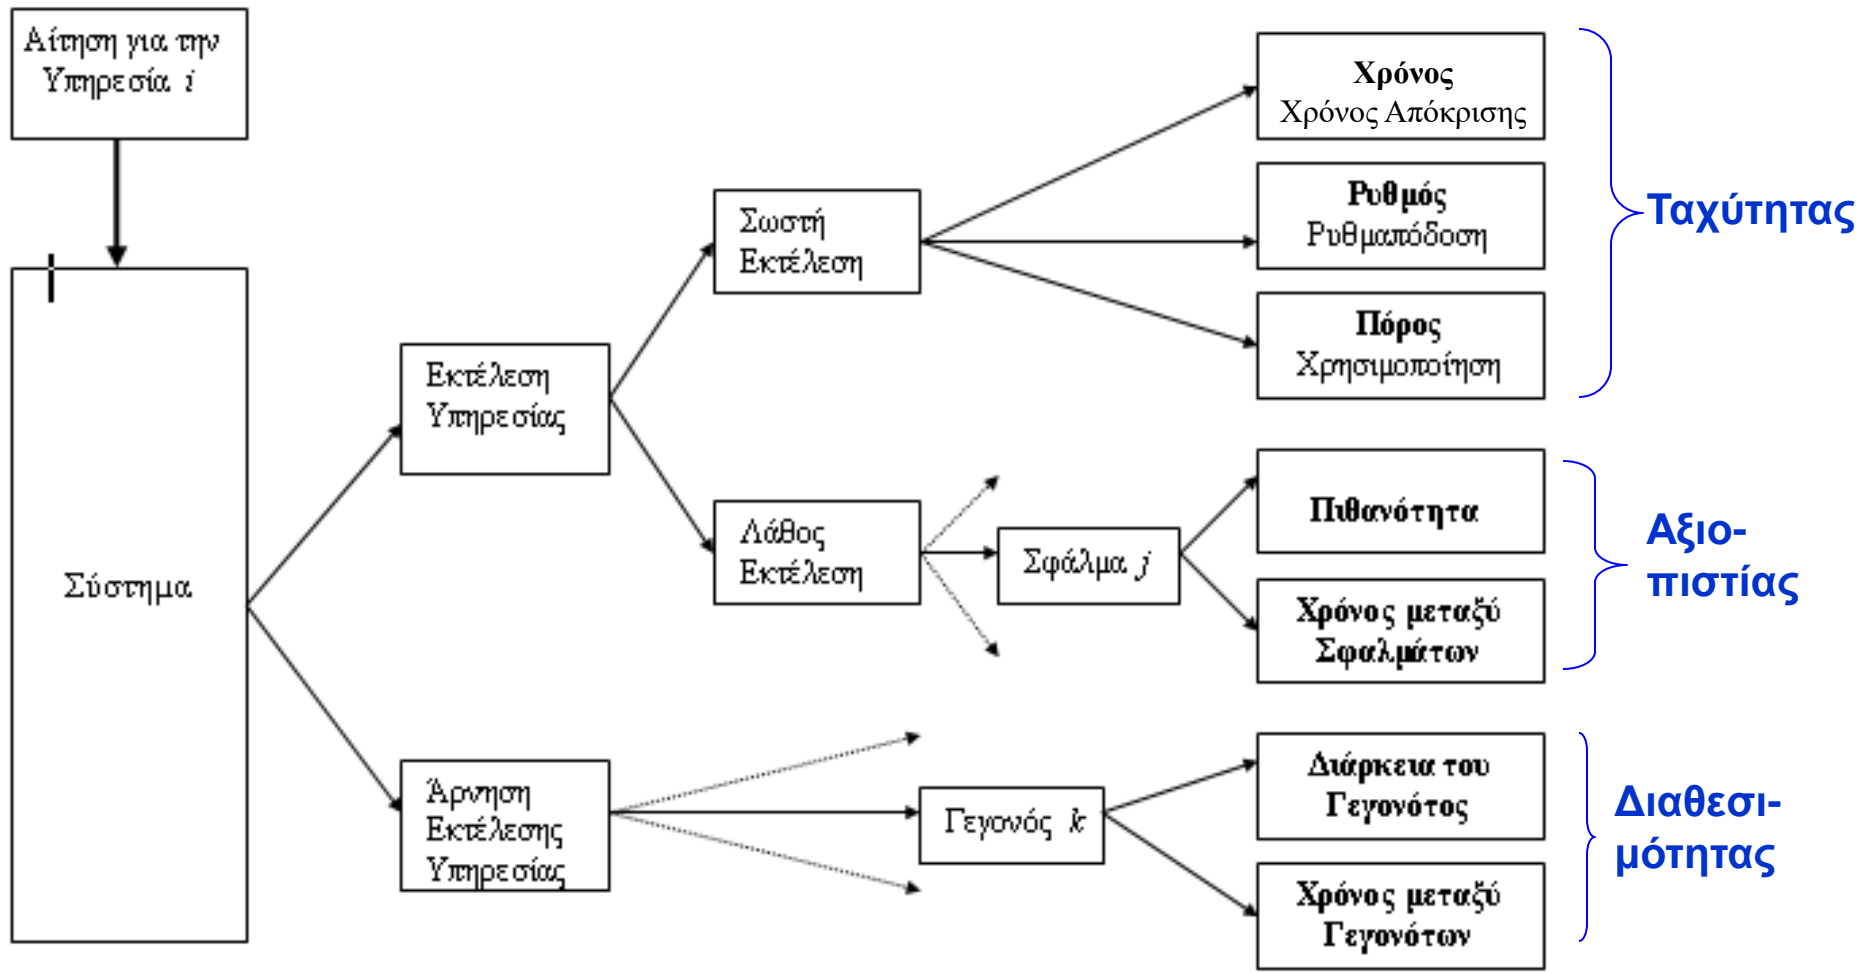 Αίτηση για την
Υπηρεσία i
Σύστημα
Εκτέλεση
Υπηρεσίας
Άρνηση
Εκτέλεσης
Υπηρεσίας
Σωστή
Εκτέλεση
Λάθος
Εκτέλεση
Σφάλμα j
Γεγονός k
Χρόνος
Χρόνος Απόκρισης
Ρυθμός
Ρυθμαπόδοση
Πόρος
Χρησιμοποίηση
Πιθανότητα
Χρόνος μεταξύ
Σφαλμάτων
Διάρκεια του
Γεγονότος
Χρόνος μεταξύ
Γεγονότων
Ταχύτητας
Αξιο-
πιστίας
Διαθεσι-
μότητας